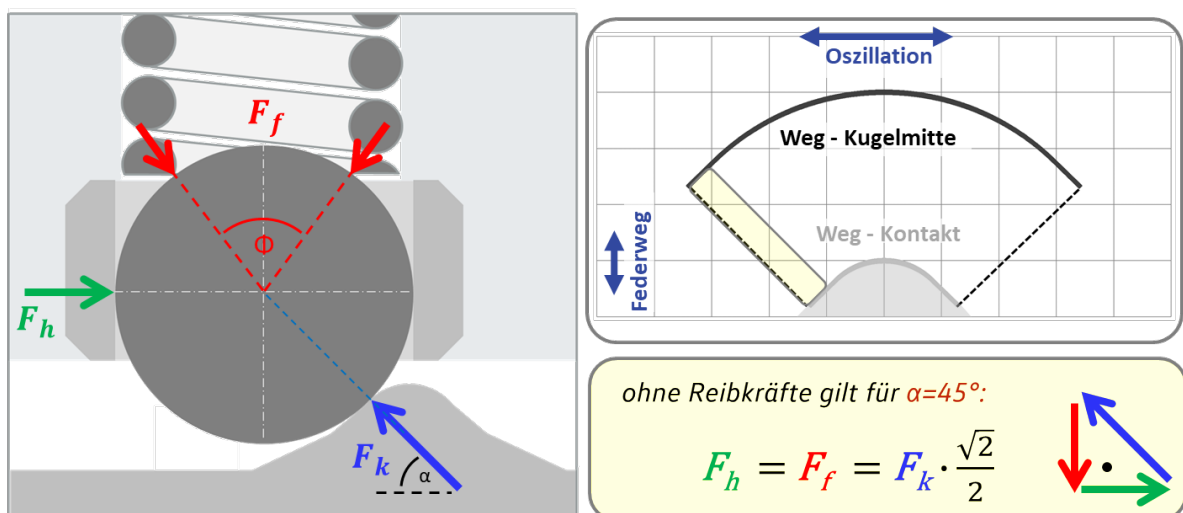 F_f
Φ
F_h
F_k
α
Oszillation
Weg - Kugelmitte
Weg - Kontakt
Federweg
ohne Reibkräfte gilt für α=45°:
F_h = F_f = F_k · √2/2